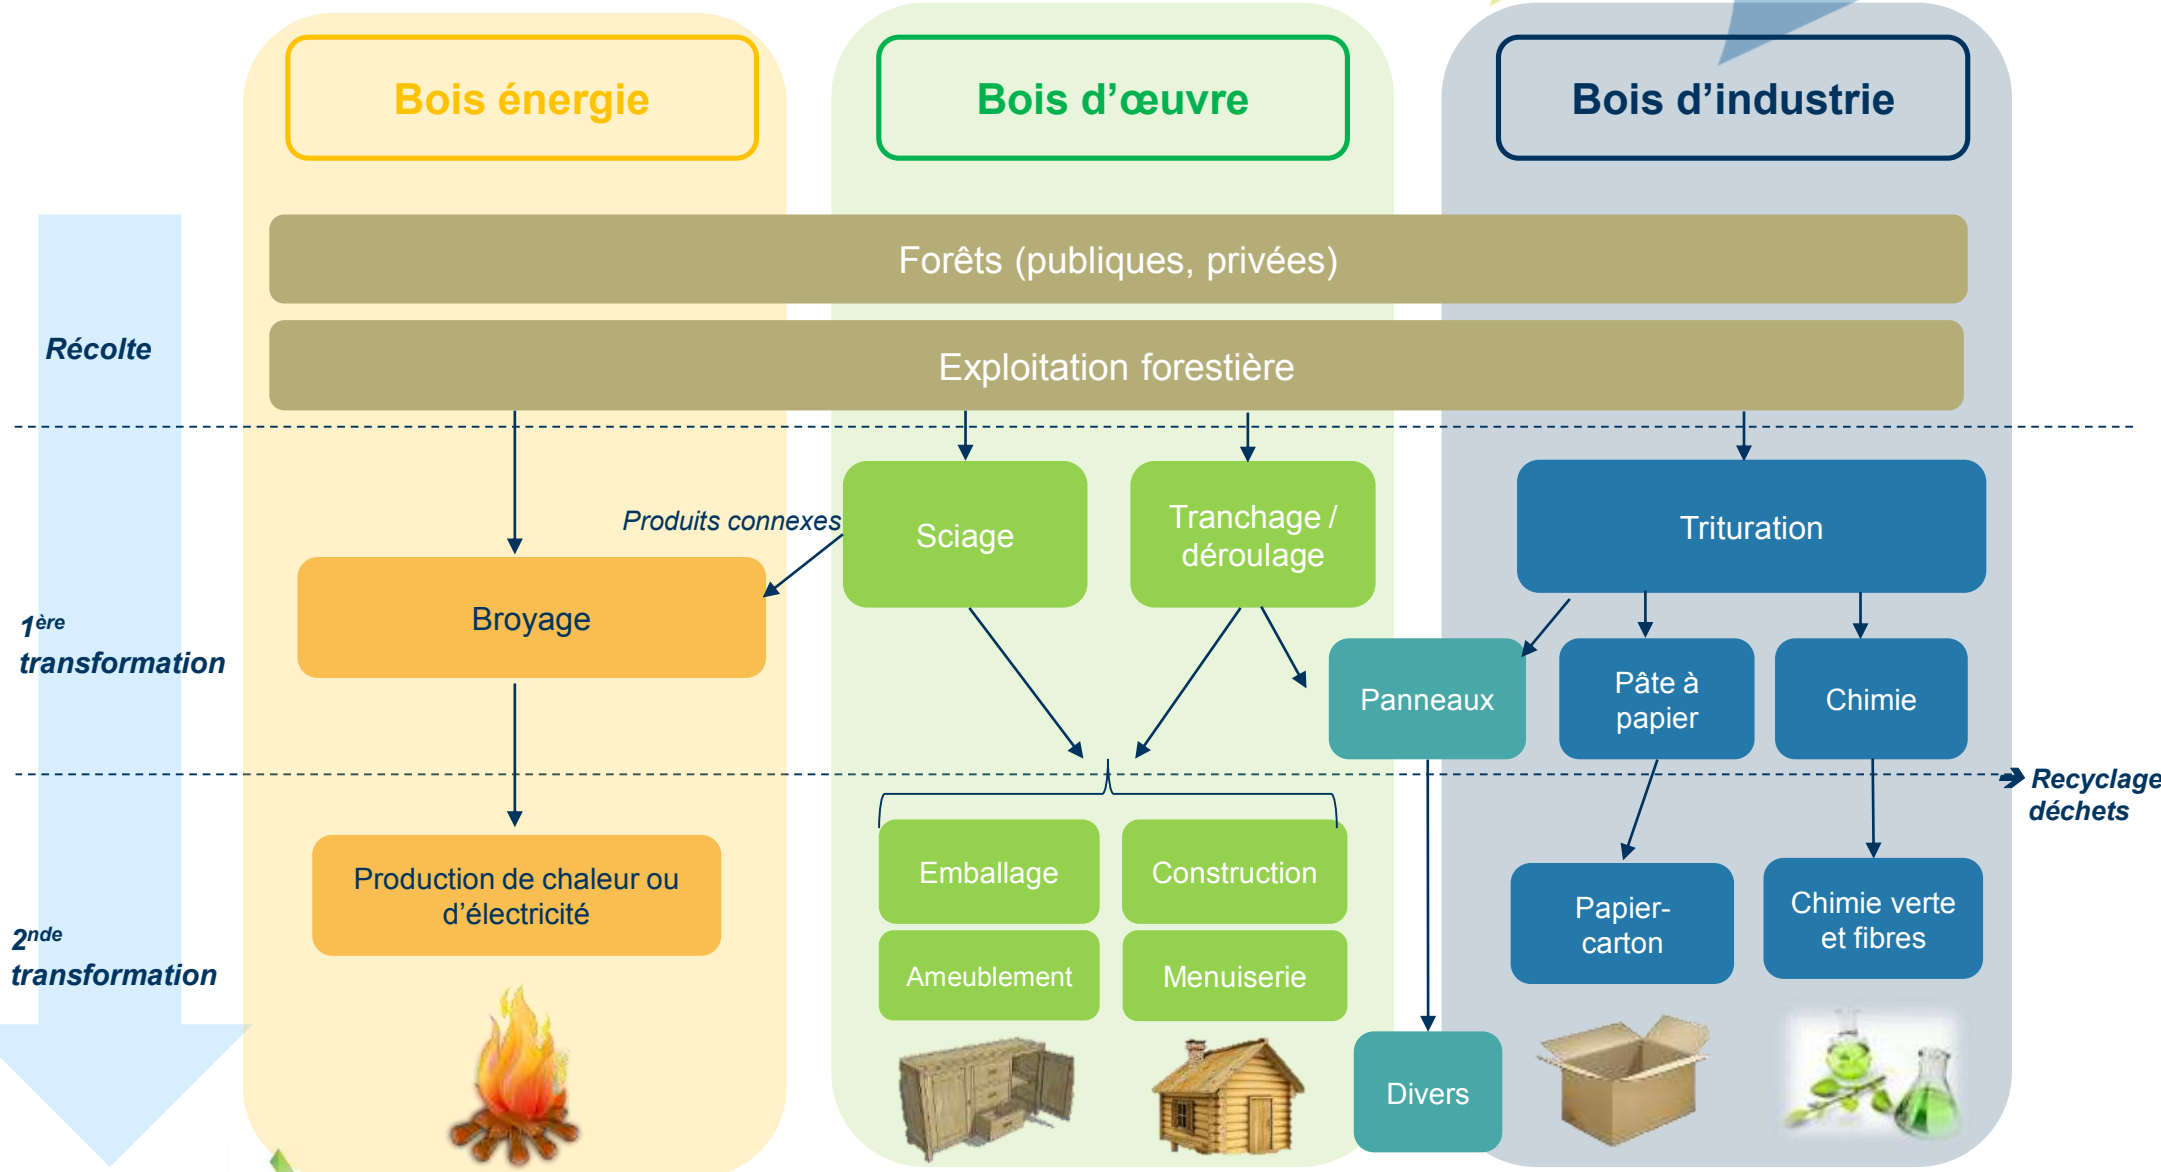 Bois énergie
Bois d'œuvre
Bois d'industrie
Forêts (publiques, privées)
Récolte
Exploitation forestière
Produits connexes
Sciage
Tranchage /
déroulage
Trituration
1ère
transformation
Broyage
Panneaux
Pâte à
papier
Chimie
Recyclage
déchets
2nde
transformation
Production de chaleur ou
d'électricité
Emballage
Construction
Ameublement
Menuiserie
Papier-
carton
Chimie verte
et fibres
Divers